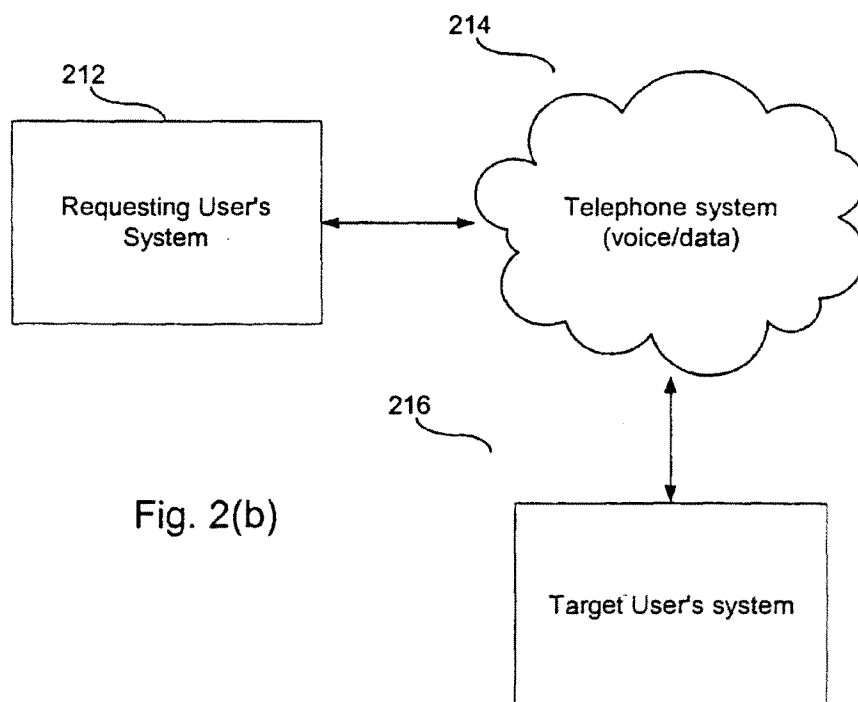 214
212
Requesting User's
System
Telephone system
(voice/data)
216
Fig. 2(b)
Target User's system